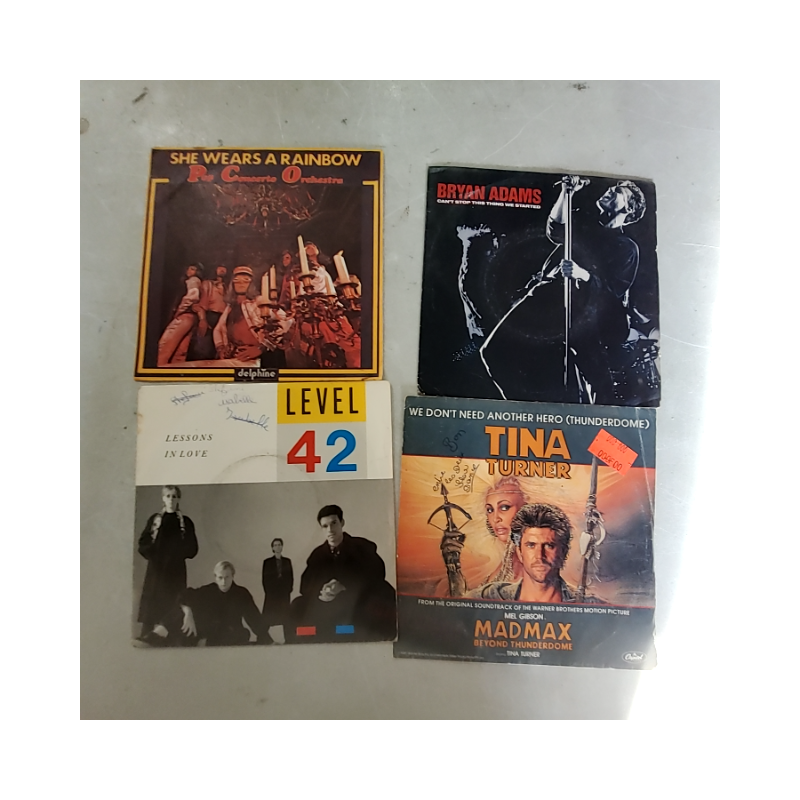 SHE WEARS A RAINBOW
Pop Concerto Orchestra
delphine
BRYAN ADAMS
CAN'T STOP THIS THING WE STARTED
LEVEL
42
LESSONS
IN LOVE
WE DON'T NEED ANOTHER HERO (THUNDERDOME)
TINA
TURNER
FROM THE ORIGINAL SOUNDTRACK OF THE WARNER BROTHERS MOTION PICTURE
MEL GIBSON
MAD MAX
BEYOND THUNDERDOME
TINA TURNER
Capitol